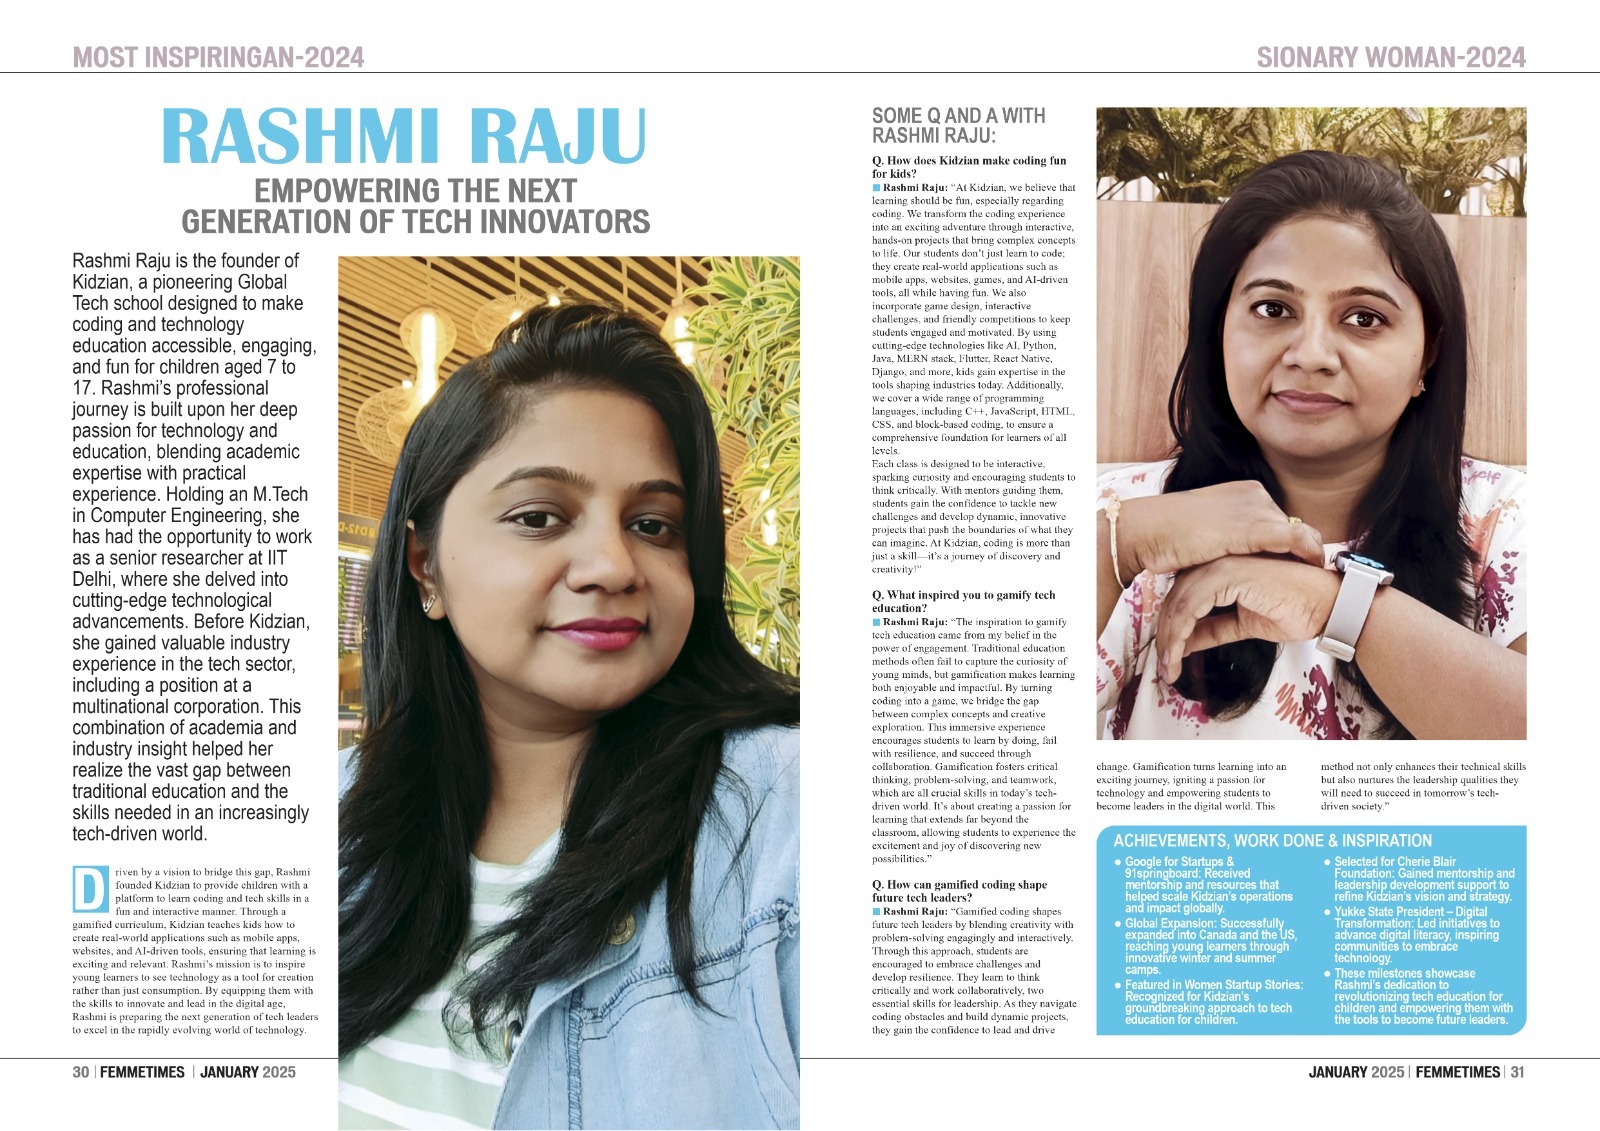 MOST INSPIRINGAN-2024
SIONARY WOMAN-2024
RASHMI RAJU
EMPOWERING THE NEXT
GENERATION OF TECH INNOVATORS
Rashmi Raju is the founder of
Kidzian, a pioneering Global
Tech school designed to make
coding and technology
education accessible, engaging,
and fun for children aged 7 to
17. Rashmi's professional
journey is built upon her deep
passion for technology and
education, blending academic
expertise with practical
experience. Holding an M.Tech
in Computer Engineering, she
has had the opportunity to work
as a senior researcher at IIT
Delhi, where she delved into
cutting-edge technological
advancements. Before Kidzian,
she gained valuable industry
experience in the tech sector,
including a position at a
multinational corporation. This
combination of academia and
industry insight helped her
realize the vast gap between
traditional education and the
skills needed in an increasingly
tech-driven world.
Driven by a vision to bridge this gap, Rashmi
founded Kidzian to provide children with a
platform to learn coding and tech skills in a
fun and interactive manner. Through a
gamified curriculum, Kidzian teaches kids how to
create real-world applications such as mobile apps,
websites, and AI-driven tools, ensuring that learning is
exciting and relevant. Rashmi's mission is to inspire
young learners to see technology as a tool for creation
rather than just consumption. By equipping them with
the skills to innovate and lead in the digital age,
Rashmi is preparing the next generation of tech leaders
to excel in the rapidly evolving world of technology.
30 | FEMMETIMES | JANUARY 2025
SOME Q AND A WITH
RASHMI RAJU:
Q. How does Kidzian make coding fun
for kids?
■ Rashmi Raju: “At Kidzian, we believe that
learning should be fun, especially regarding
coding. We transform the coding experience
into an exciting adventure through interactive,
hands-on projects that bring complex concepts
to life. Our students don't just learn to code;
they create real-world applications such as
mobile apps, websites, games, and AI-driven
tools, all while having fun. We also
incorporate game design, interactive
challenges, and friendly competitions to keep
students engaged and motivated. By using
cutting-edge technologies like AI, Python,
Java, MERN stack, Flutter, React Native,
Django, and more, kids gain expertise in the
tools shaping industries today. Additionally,
we cover a wide range of programming
languages, including C++, JavaScript, HTML,
CSS, and block-based coding, to ensure a
comprehensive foundation for learners of all
levels.
Each class is designed to be interactive,
sparking curiosity and encouraging students to
think critically. With mentors guiding them,
students gain the confidence to tackle new
challenges and develop dynamic, innovative
projects that push the boundaries of what they
can imagine. At Kidzian, coding is more than
just a skill—it's a journey of discovery and
creativity!”
Q. What inspired you to gamify tech
education?
■ Rashmi Raju: “The inspiration to gamify
tech education came from my belief in the
power of engagement. Traditional education
methods often fail to capture the curiosity of
young minds, but gamification makes learning
both enjoyable and impactful. By turning
coding into a game, we bridge the gap
between complex concepts and creative
exploration. This immersive experience
encourages students to learn by doing, fail
with resilience, and succeed through
collaboration. Gamification fosters critical
thinking, problem-solving, and teamwork,
which are all crucial skills in today's tech-
driven world. It's about creating a passion for
learning that extends far beyond the
classroom, allowing students to experience the
excitement and joy of discovering new
possibilities.”
Q. How can gamified coding shape
future tech leaders?
■ Rashmi Raju: “Gamified coding shapes
future tech leaders by blending creativity with
problem-solving engagingly and interactively.
Through this approach, students are
encouraged to embrace challenges and
develop resilience. They learn to think
critically and work collaboratively, two
essential skills for leadership. As they navigate
coding obstacles and build dynamic projects,
they gain the confidence to lead and drive
change. Gamification turns learning into an
exciting journey, igniting a passion for
technology and empowering students to
become leaders in the digital world. This
method not only enhances their technical skills
but also nurtures the leadership qualities they
will need to succeed in tomorrow's tech-
driven society.”
ACHIEVEMENTS, WORK DONE & INSPIRATION
● Google for Startups &
91springboard: Received
mentorship and resources that
helped scale Kidzian's operations
and impact globally.
● Global Expansion: Successfully
expanded into Canada and the US,
reaching young learners through
innovative winter and summer
camps.
● Featured in Women Startup Stories:
Recognized for Kidzian's
groundbreaking approach to tech
education for children.
● Selected for Cherie Blair
Foundation: Gained mentorship and
leadership development support to
refine Kidzian's vision and strategy.
● Yukke State President – Digital
Transformation: Led initiatives to
advance digital literacy, inspiring
communities to embrace
technology.
● These milestones showcase
Rashmi's dedication to
revolutionizing tech education for
children and empowering them with
the tools to become future leaders.
JANUARY 2025 | FEMMETIMES | 31